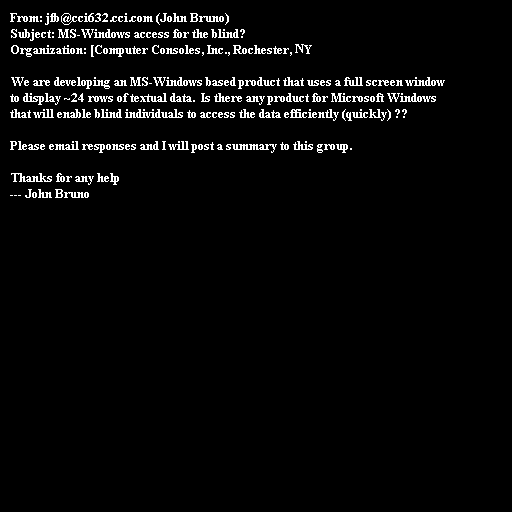 From: jfb@cci632.cci.com (John Bruno)
Subject: MS-Windows access for the blind?
Organization: [Computer Consoles, Inc., Rochester, NY
We are developing an MS-Windows based product that uses a full screen window
to display ~24 rows of textual data.  Is there any product for Microsoft Windows
that will enable blind individuals to access the data efficiently (quickly) ??
Please email responses and I will post a summary to this group.
Thanks for any help
--- John Bruno